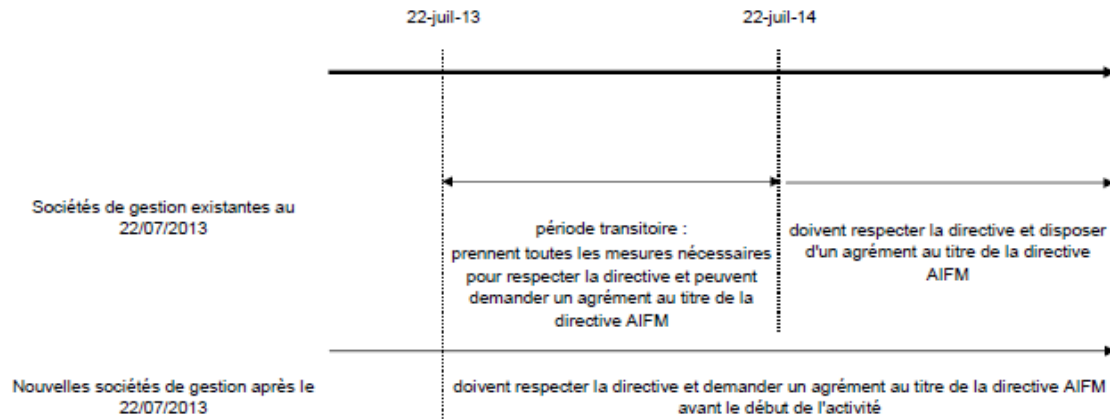 22-juil-13
22-juil-14
Sociétés de gestion existantes au
22/07/2013
période transitoire :
prennent toutes les mesures nécessaires
pour respecter la directive et peuvent
demander un agrément au titre de la
directive AIFM
doivent respecter la directive et disposer
d'un agrément au titre de la directive
AIFM
Nouvelles sociétés de gestion après le
22/07/2013
doivent respecter la directive et demander un agrément au titre de la directive AIFM
avant le début de l'activité